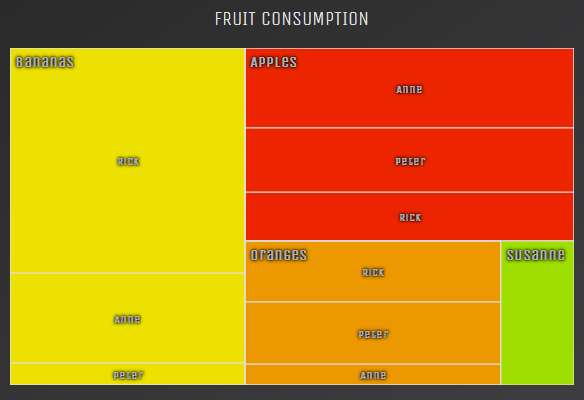 FRUIT CONSUMPTION
Bananas
Rick
Anne
Peter
Apples
Anne
Peter
Rick
Oranges
Rick
Peter
Anne
Susanne